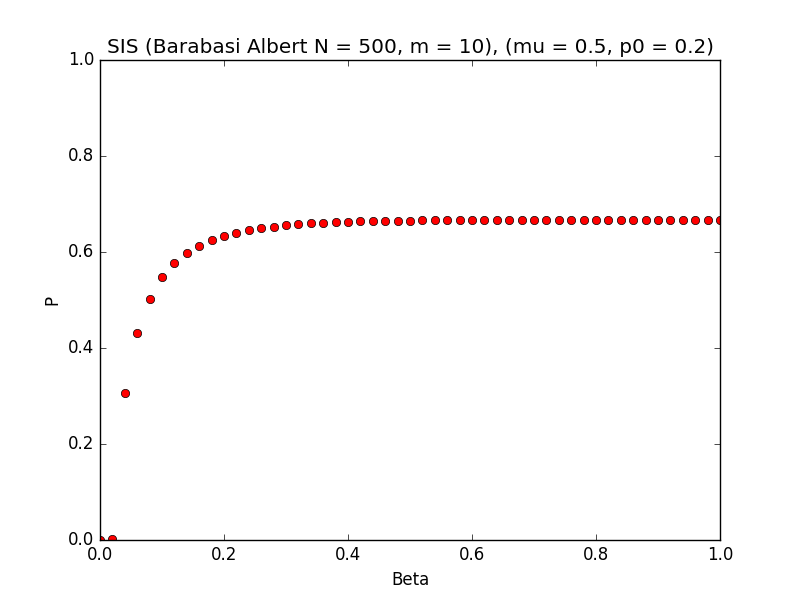 SIS (Barabasi Albert N = 500, m = 10), (mu = 0.5, p0 = 0.2)
1.0
0.8
0.6
P
0.4
0.2
0.0
0.0 0.2 0.4 0.6 0.8 1.0
Beta